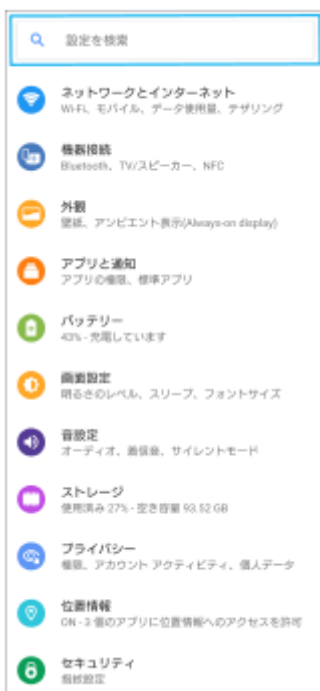 設定を検索
ネットワークとインターネット
Wi-Fi、モバイル、データ使用量、テザリング
機器接続
Bluetooth、TV/スピーカー、NFC
外観
壁紙、アンビエント表示(Always-on display)
アプリと通知
アプリの権限、標準アプリ
バッテリー
43% - 充電しています
画面設定
明るさのレベル、スリープ、フォントサイズ
音設定
オーディオ、着信音、サイレントモード
ストレージ
使用済み 27% - 空き容量 93.52 GB
プライバシー
権限、アカウント アクティビティ、個人データ
位置情報
ON - 3 個のアプリに位置情報へのアクセスを許可
セキュリティ
指紋設定